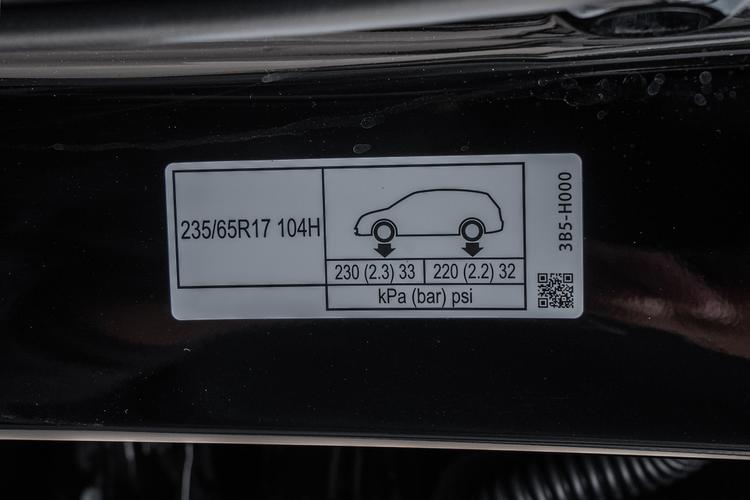 235/65R17 104H
230 (2.3) 33
220 (2.2) 32
kPa (bar) psi
3B5-H000